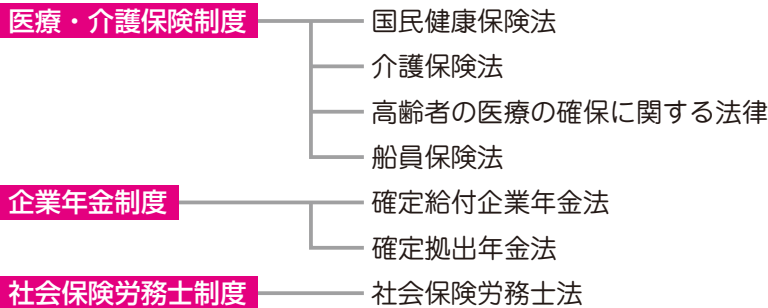 医療・介護保険制度
国民健康保険法
介護保険法
高齢者の医療の確保に関する法律
船員保険法
企業年金制度
確定給付企業年金法
確定拠出年金法
社会保険労務士制度
社会保険労務士法